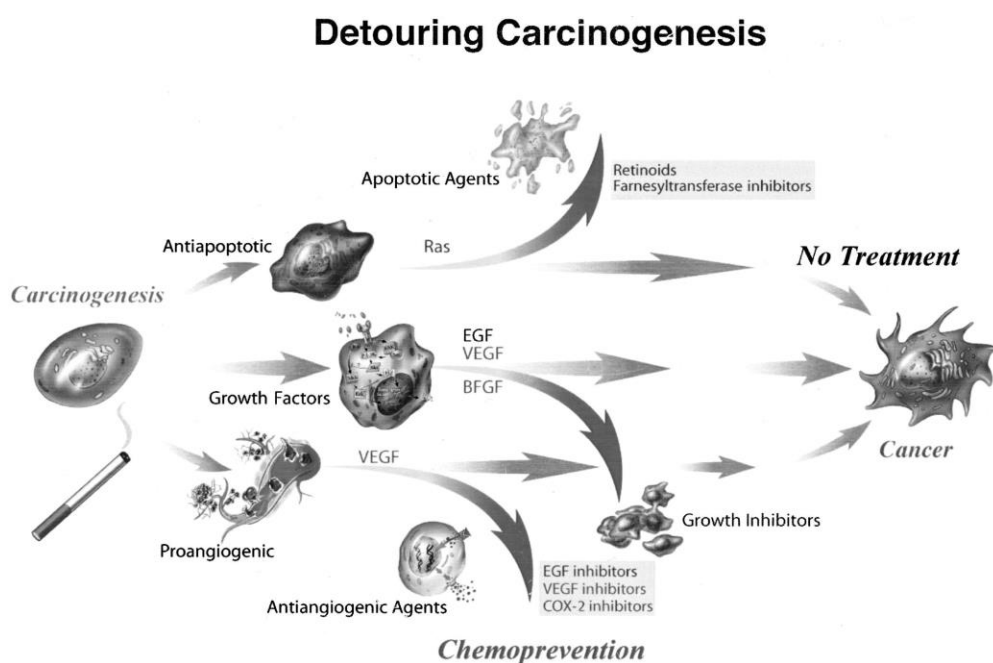 Detouring Carcinogenesis
Apoptotic Agents
Retinoids
Farnesyltransferase inhibitors
Antiapoptotic
Ras
No Treatment
Carcinogenesis
EGF
VEGF
BFGF
Growth Factors
Cancer
VEGF
Growth Inhibitors
Proangiogenic
EGF inhibitors
VEGF inhibitors
COX-2 inhibitors
Antiangiogenic Agents
Chemoprevention